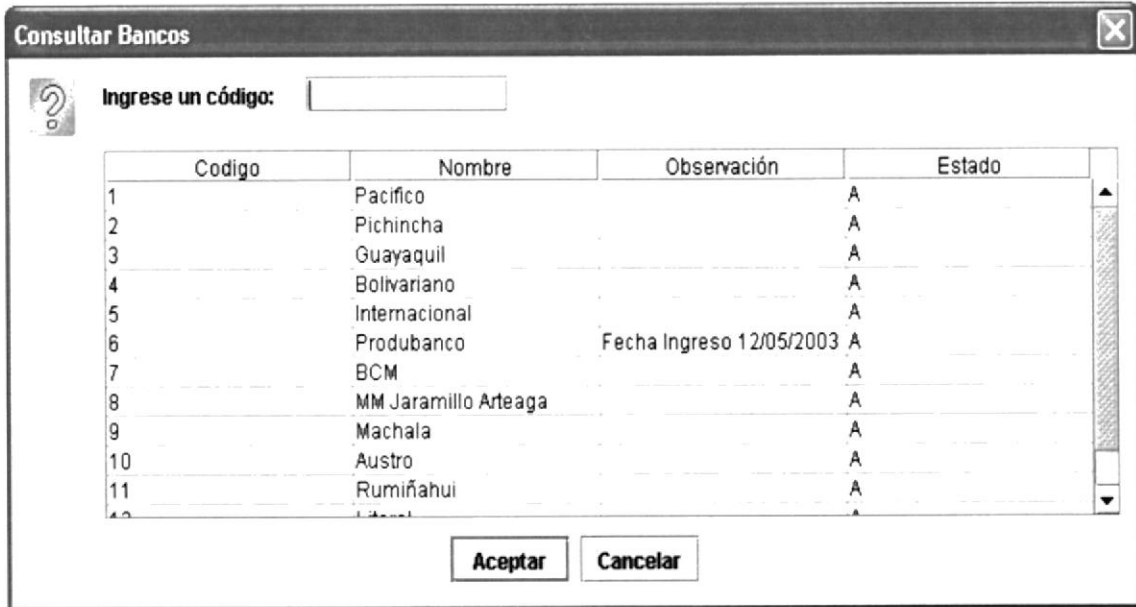 Consultar Bancos
Ingrese un código:
Codigo Nombre Observación Estado
1 Pacifico A
2 Pichincha A
3 Guayaquil A
4 Bolivariano A
5 Internacional A
6 Produbanco Fecha Ingreso 12/05/2003 A
7 BCM A
8 MM Jaramillo Arteaga A
9 Machala A
10 Austro A
11 Rumiñahui A
Aceptar Cancelar